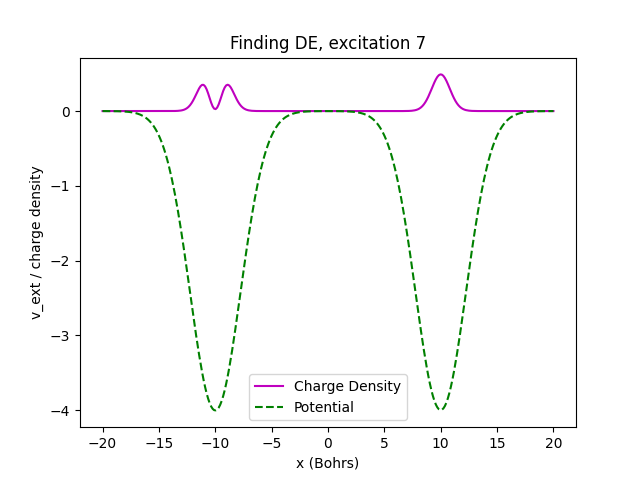 Finding DE, excitation 7
v_ext / charge density
0
−1
−2
−3
−4
Charge Density
Potential
−20
−15
−10
−5
0
5
10
15
20
x (Bohrs)